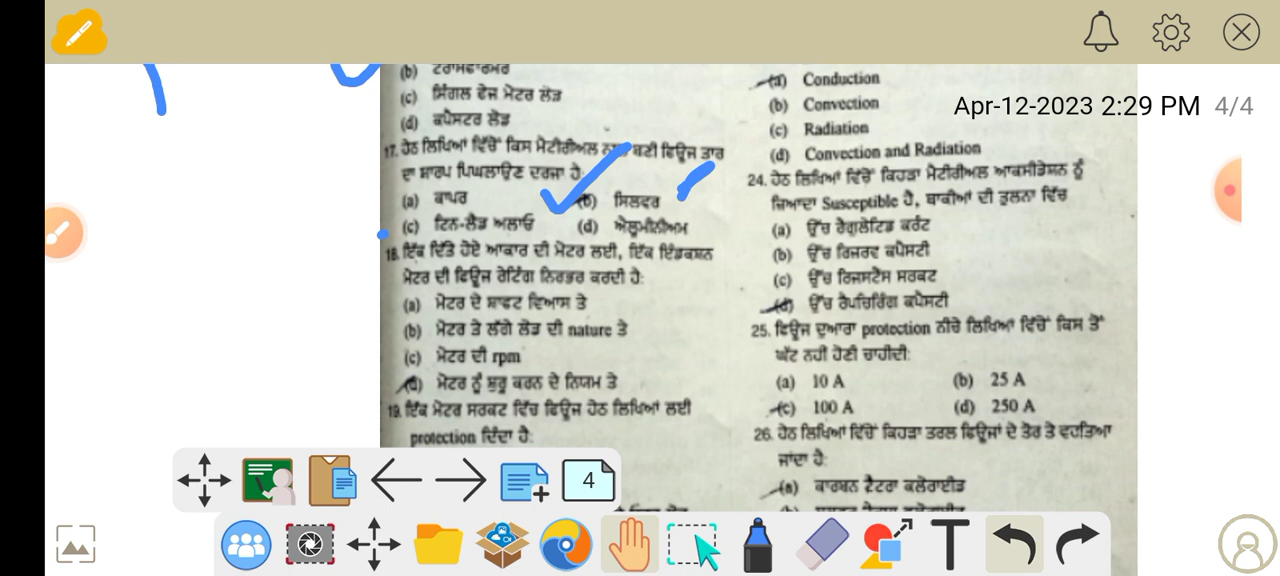 Apr-12-2023 2:29 PM 4/4
(b) ਟਰਾਂਸਫਾਰਮਰ
(c) ਸਿੰਗਲ ਫੇਜ਼ ਮੋਟਰ ਲੋਡ
(d) ਕਪੈਸਟਰ ਲੋਡ
17. ਹੇਠ ਲਿਖਿਆਂ ਵਿੱਚੋਂ ਕਿਸ ਮੈਟੀਰੀਅਲ ਬਣੀ ਫਿਊਜ਼ ਤਾਰ
ਦਾ ਸ਼ਾਰਪ ਪਿਘਲਾਉਣ ਦਰਜਾ ਹੈ:
(a) ਕਾਪਰ (b) ਸਿਲਵਰ
(c) ਟਿਨ-ਲੈਡ ਅਲਾਓ (d) ਐਲੂਮੀਨੀਅਮ
18. ਇੱਕ ਦਿੱਤੇ ਹੋਏ ਆਕਾਰ ਦੀ ਮੋਟਰ ਲਈ, ਇੱਕ ਇੰਡਕਸ਼ਨ
ਮੋਟਰ ਦੀ ਫਿਊਜ਼ ਰੇਟਿੰਗ ਨਿਰਭਰ ਕਰਦੀ ਹੈ:
(a) ਮੋਟਰ ਦੇ ਸ਼ਾਫਟ ਵਿਆਸ ਤੇ
(b) ਮੋਟਰ ਤੇ ਲੱਗੇ ਲੋਡ ਦੀ nature ਤੇ
(c) ਮੋਟਰ ਦੀ rpm
(d) ਮੋਟਰ ਨੂੰ ਸ਼ੁਰੂ ਕਰਨ ਦੇ ਨਿਯਮ ਤੇ
19. ਇੱਕ ਮੋਟਰ ਸਰਕਟ ਵਿੱਚ ਫਿਊਜ਼ ਹੇਠ ਲਿਖਿਆਂ ਲਈ
protection ਦਿੰਦਾ ਹੈ:
(a) Conduction
(b) Convection
(c) Radiation
(d) Convection and Radiation
24. ਹੇਠ ਲਿਖਿਆਂ ਵਿੱਚੋਂ ਕਿਹੜਾ ਮੈਟੀਰੀਅਲ ਆਕਸੀਡੇਸ਼ਨ ਨੂੰ
ਜ਼ਿਆਦਾ Susceptible ਹੈ, ਬਾਕੀਆਂ ਦੀ ਤੁਲਨਾ ਵਿੱਚ
(a) ਉੱਚ ਰੈਗੂਲੇਟਿਡ ਕਰੰਟ
(b) ਉੱਚ ਰਿਜ਼ਰਵ ਕਪੈਸਟੀ
(c) ਉੱਚ ਰਿਜਸਟੈਂਸ ਸਰਕਟ
(d) ਉੱਚ ਰੈਪਚਰਿੰਗ ਕਪੈਸਟੀ
25. ਫਿਊਜ਼ ਦੁਆਰਾ protection ਨੀਚੇ ਲਿਖਿਆਂ ਵਿੱਚੋਂ ਕਿਸ ਤੋਂ
ਘੱਟ ਨਹੀਂ ਹੋਣੀ ਚਾਹੀਦੀ:
(a) 10 A (b) 25 A
(c) 100 A (d) 250 A
26. ਹੇਠ ਲਿਖਿਆਂ ਵਿੱਚੋਂ ਕਿਹੜਾ ਤਰਲ ਫਿਊਜ਼ਾਂ ਦੇ ਤੌਰ ਤੇ ਵਰਤਿਆ
ਜਾਂਦਾ ਹੈ:
(a) ਕਾਰਬਨ ਟੈਟਰਾ ਕਲੋਰਾਈਡ
4
T